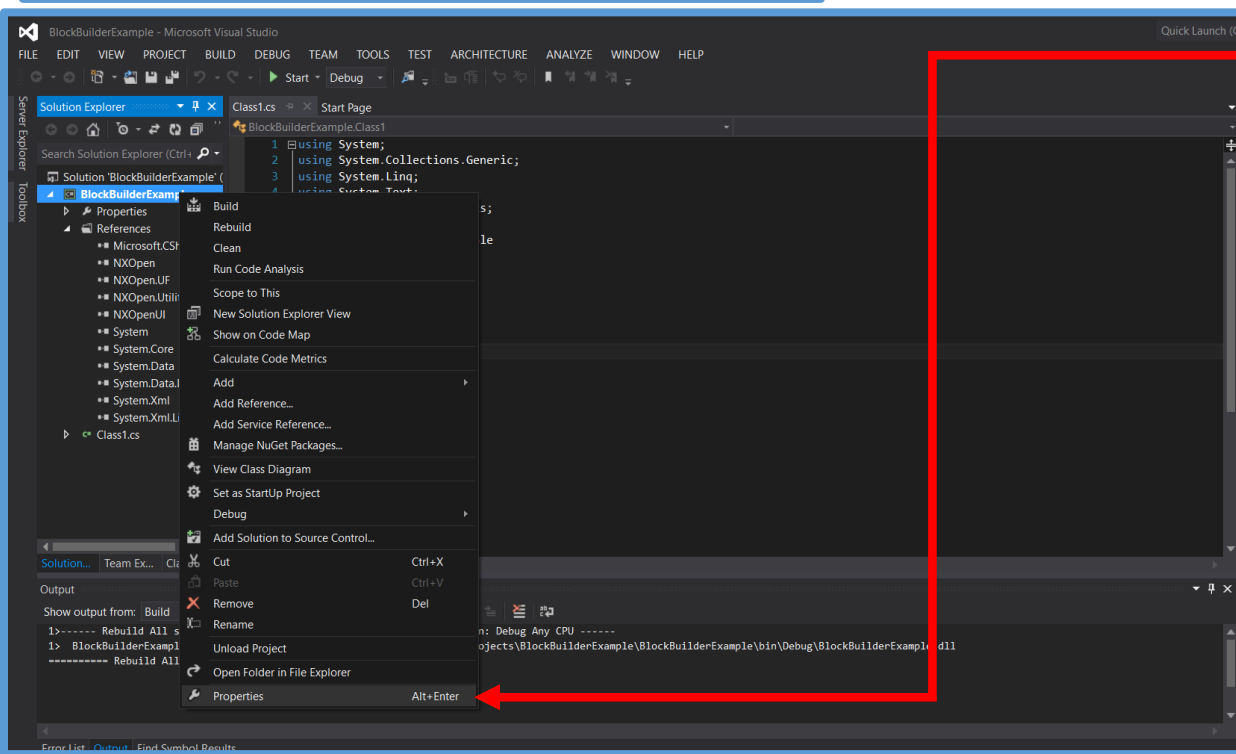 BlockBuilderExample - Microsoft Visual Studio
Quick Launch (
FILE EDIT VIEW PROJECT BUILD DEBUG TEAM TOOLS TEST ARCHITECTURE ANALYZE WINDOW HELP
Start Debug
Server Explorer
Toolbox
Solution Explorer
Search Solution Explorer (Ctrl+
Solution 'BlockBuilderExample' (
BlockBuilderExamp
Properties
References
Microsoft.CSh
NXOpen
NXOpen.UF
NXOpen.Utili
NXOpenUI
System
System.Core
System.Data
System.Data.
System.Xml
System.Xml.Li
Class1.cs
Solution... Team Ex... Cla
Class1.cs Start Page
BlockBuilderExample.Class1
1 using System;
2 using System.Collections.Generic;
3 using System.Linq;
4 using System.Text;
s;
le
Build
Rebuild
Clean
Run Code Analysis
Scope to This
New Solution Explorer View
Show on Code Map
Calculate Code Metrics
Add
Add Reference...
Add Service Reference...
Manage NuGet Packages...
View Class Diagram
Set as StartUp Project
Debug
Add Solution to Source Control...
Cut Ctrl+X
Paste Ctrl+V
Remove Del
Rename
Unload Project
Open Folder in File Explorer
Properties Alt+Enter
Output
Show output from: Build
1>------ Rebuild All s n: Debug Any CPU ------
1> BlockBuilderExampl ojects\BlockBuilderExample\BlockBuilderExample\bin\Debug\BlockBuilderExample.dll
========== Rebuild All
Error List Output Find Symbol Results